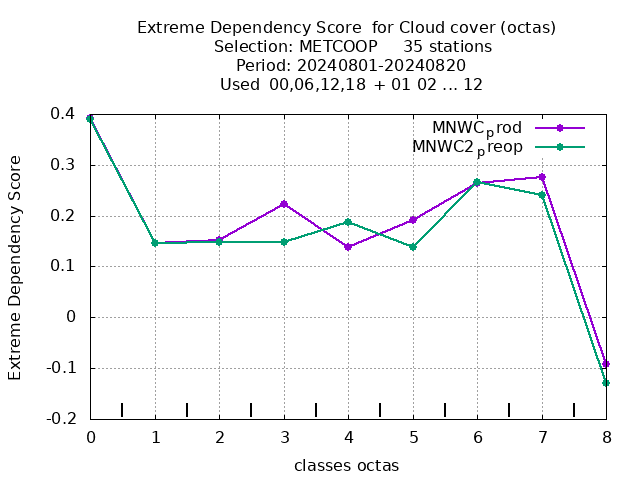 Extreme Dependency Score  for Cloud cover (octas)
Selection: METCOOP     35 stations
Period: 20240801-20240820
Used  00,06,12,18  + 01 02 ... 12
MNWCprod
MNWC2preop
0.4
0.3
0.2
0.1
0
-0.1
-0.2
Extreme Dependency Score
0 1 2 3 4 5 6 7 8
classes octas